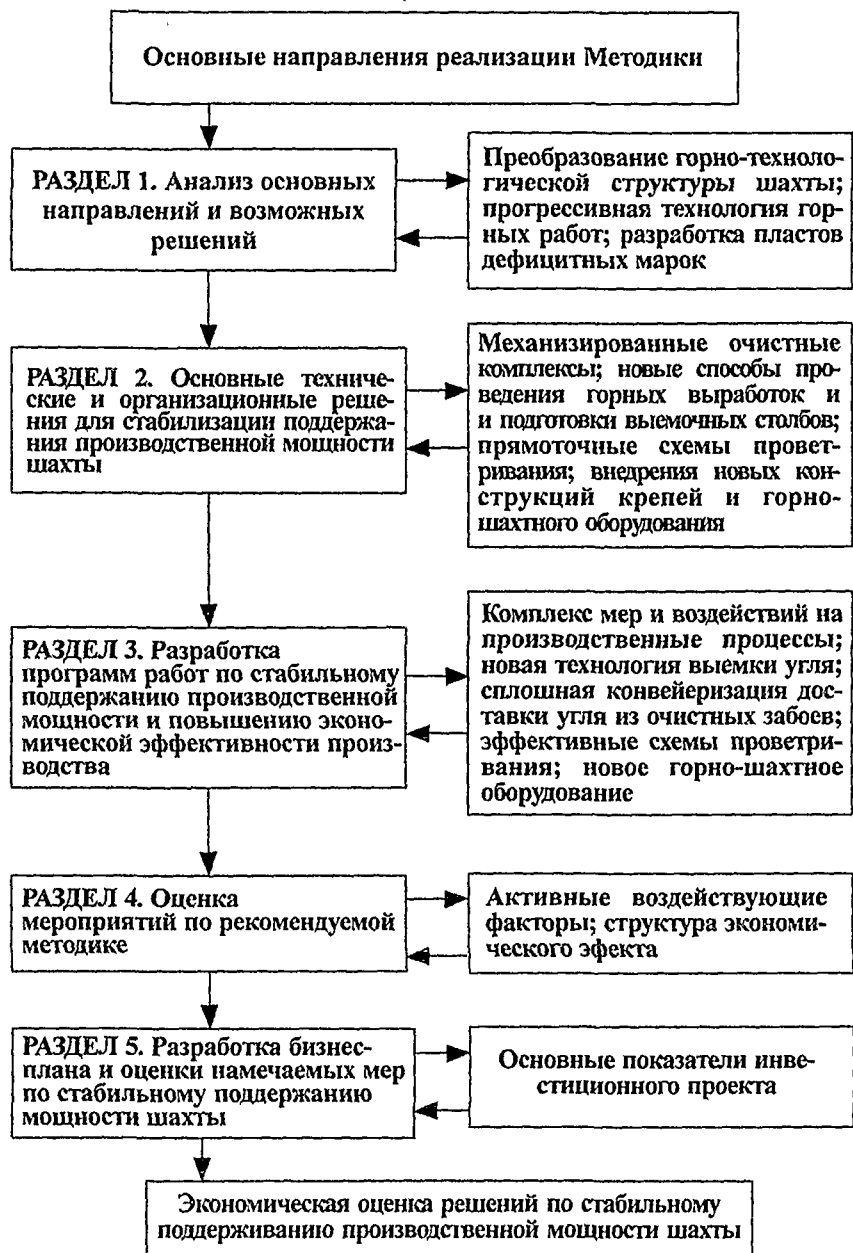 Основные направления реализации Методики
РАЗДЕЛ 1. Анализ основных
направлений и возможных
решений
Преобразование горно-техноло-
гической структуры шахты;
прогрессивная технология гор-
ных работ; разработка пластов
дефицитных марок
РАЗДЕЛ 2. Основные техниче-
ские и организационные реше-
ния для стабилизации поддержа-
ния производственной мощности
шахты
Механизированные очистные
комплексы; новые способы про-
ведения горных выработок и
и подготовки выемочных столбов;
прямоточные схемы провет-
ривания; внедрения новых кон-
струкций крепей и горно-
шахтного оборудования
РАЗДЕЛ 3. Разработка
программ работ по стабильному
поддержанию производственной
мощности и повышению эконо-
мической эффективности произ-
водства
Комплекс мер и воздействий на
производственные процессы;
новая технология выемки угля;
сплошная конвейеризация дос-
тавки угля из очистных забоев;
эффективные схемы проветри-
вания; новое горно-шахтное
оборудование
РАЗДЕЛ 4. Оценка
мероприятий по рекомендуемой
методике
Активные воздействующие
факторы; структура экономи-
ческого эфекта
РАЗДЕЛ 5. Разработка бизнес-
плана и оценки намечаемых мер
по стабильному поддержанию
мощности шахты
Основные показатели инве-
стиционного проекта
Экономическая оценка решений по стабильному
поддерживанию производственной мощности шахты